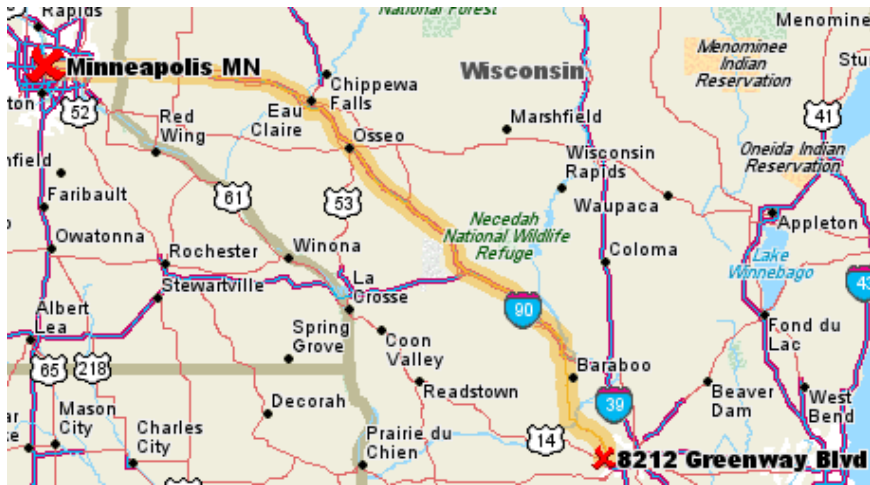 Rapids
National Forest
Menominee
Minneapolis MN
Wisconsin
Menominee
Indian
Reservation
Stu
Chippewa
Falls
ton
52
Red
Wing
Eau
Claire
Marshfield
41
Osseo
Oneida Indian
Reservation
nfield
Wisconsin
Rapids
Faribault
61
53
Waupaca
Appleton
Necedah
National Wildlife
Refuge
Owatonna
Winona
Rochester
Coloma
Lake
Winnebago
Stewartville
La
Crosse
43
Albert
Lea
90
Spring
Grove
Coon
Valley
Fond du
Lac
65
218
Baraboo
Readstown
39
Beaver
Dam
West
Bend
Mason
City
Decorah
Charles
City
Prairie du
Chien
14
8212 Greenway Blvd